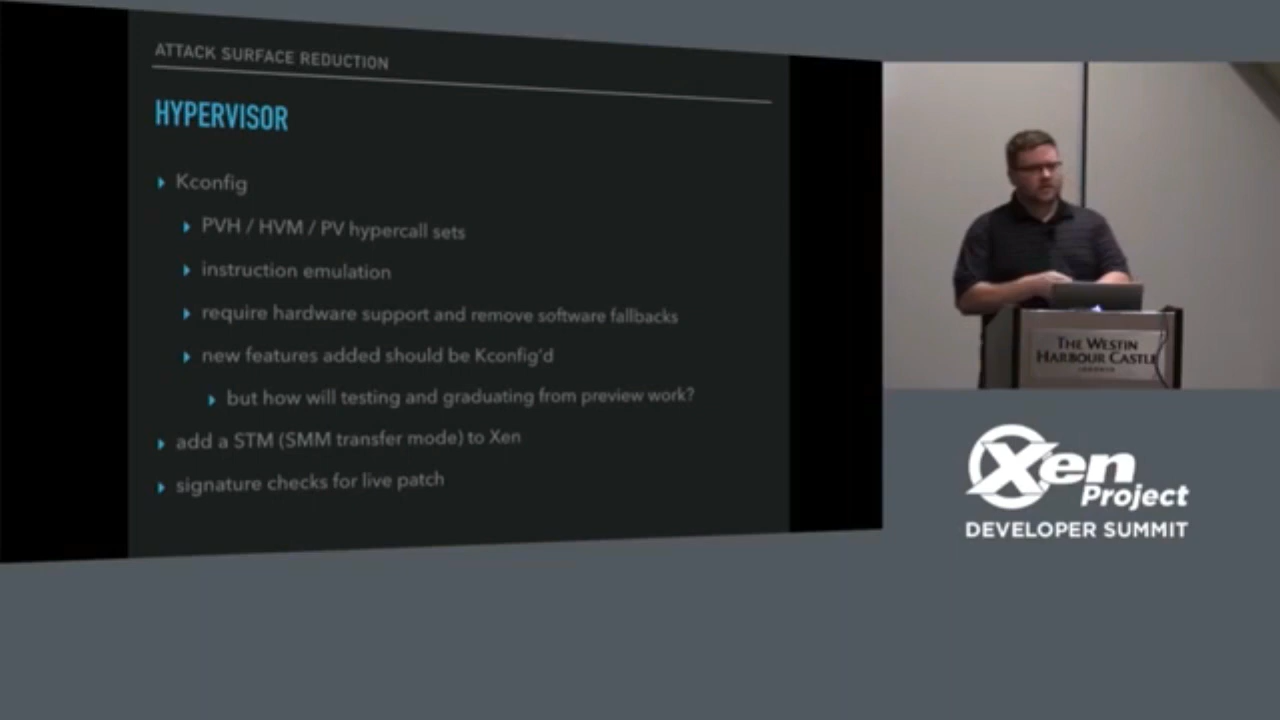 ATTACK SURFACE REDUCTION
HYPERVISOR
Kconfig
PVH / HVM / PV hypercall sets
instruction emulation
require hardware support and remove software fallbacks
new features added should be Kconfig'd
but how will testing and graduating from preview work?
add a STM (SMM transfer mode) to Xen
signature checks for live patch
THE WESTIN
HARBOUR CASTLE
Xen
Project
DEVELOPER SUMMIT